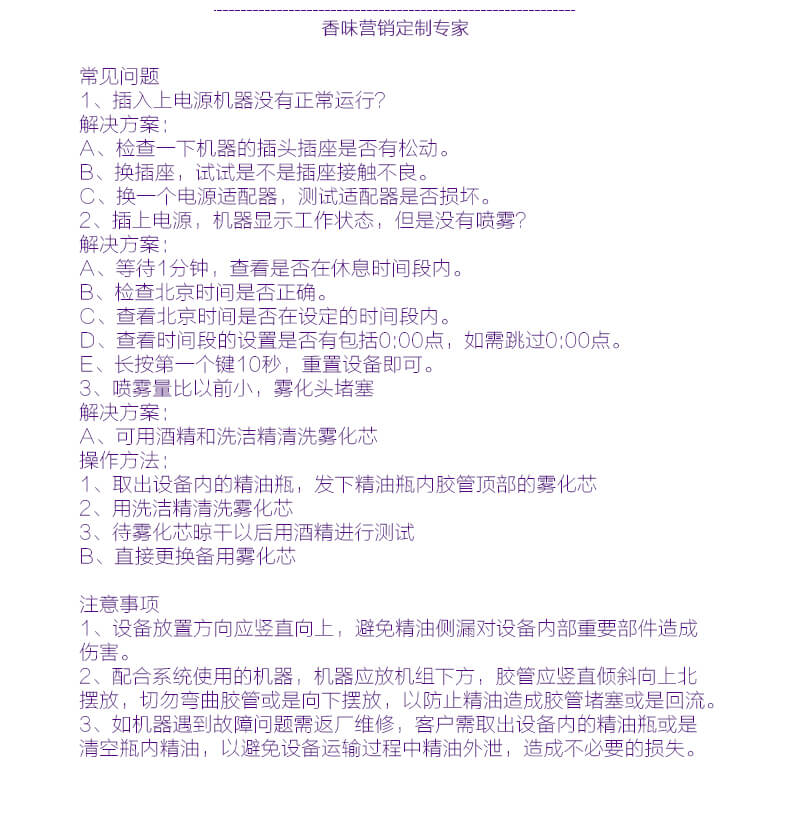 香味营销定制专家
常见问题
1、插入上电源机器没有正常运行?
解决方案;
A、检查一下机器的插头插座是否有松动。
B、换插座，试试是不是插座接触不良。
C、换一个电源适配器，测试适配器是否损坏。
2、插上电源，机器显示工作状态，但是没有喷雾?
解决方案;
A、等待1分钟，查看是否在休息时间段内。
B、检查北京时间是否正确。
C、查看北京时间是否在设定的时间段内。
D、查看时间段的设置是否有包括0;00点，如需跳过0;00点。
E、长按第一个键10秒，重置设备即可。
3、喷雾量比以前小，雾化头堵塞
解决方案;
A、可用酒精和洗洁精清洗雾化芯
操作方法;
1、取出设备内的精油瓶，发下精油瓶内胶管顶部的雾化芯
2、用洗洁精清洗雾化芯
3、待雾化芯晾干以后用酒精进行测试
B、直接更换备用雾化芯
注意事项
1、设备放置方向应竖直向上，避免精油侧漏对设备内部重要部件造成
伤害。
2、配合系统使用的机器，机器应放机组下方，胶管应竖直倾斜向上北
摆放，切勿弯曲胶管或是向下摆放，以防止精油造成胶管堵塞或是回流。
3、如机器遇到故障问题需返厂维修，客户需取出设备内的精油瓶或是
清空瓶内精油，以避免设备运输过程中精油外泄，造成不必要的损失。